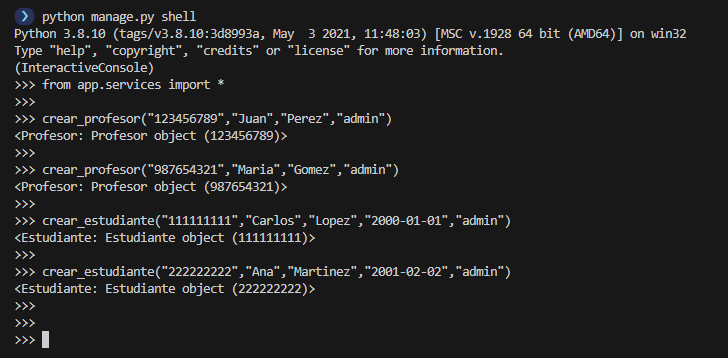 ❯ python manage.py shell
Python 3.8.10 (tags/v3.8.10:3d8993a, May  3 2021, 11:48:03) [MSC v.1928 64 bit (AMD64)] on win32
Type "help", "copyright", "credits" or "license" for more information.
(InteractiveConsole)
>>> from app.services import *
>>>
>>> crear_profesor("123456789","Juan","Perez","admin")
<Profesor: Profesor object (123456789)>
>>>
>>> crear_profesor("987654321","Maria","Gomez","admin")
<Profesor: Profesor object (987654321)>
>>>
>>> crear_estudiante("111111111","Carlos","Lopez","2000-01-01","admin")
<Estudiante: Estudiante object (111111111)>
>>>
>>> crear_estudiante("222222222","Ana","Martinez","2001-02-02","admin")
<Estudiante: Estudiante object (222222222)>
>>>
>>>
>>>